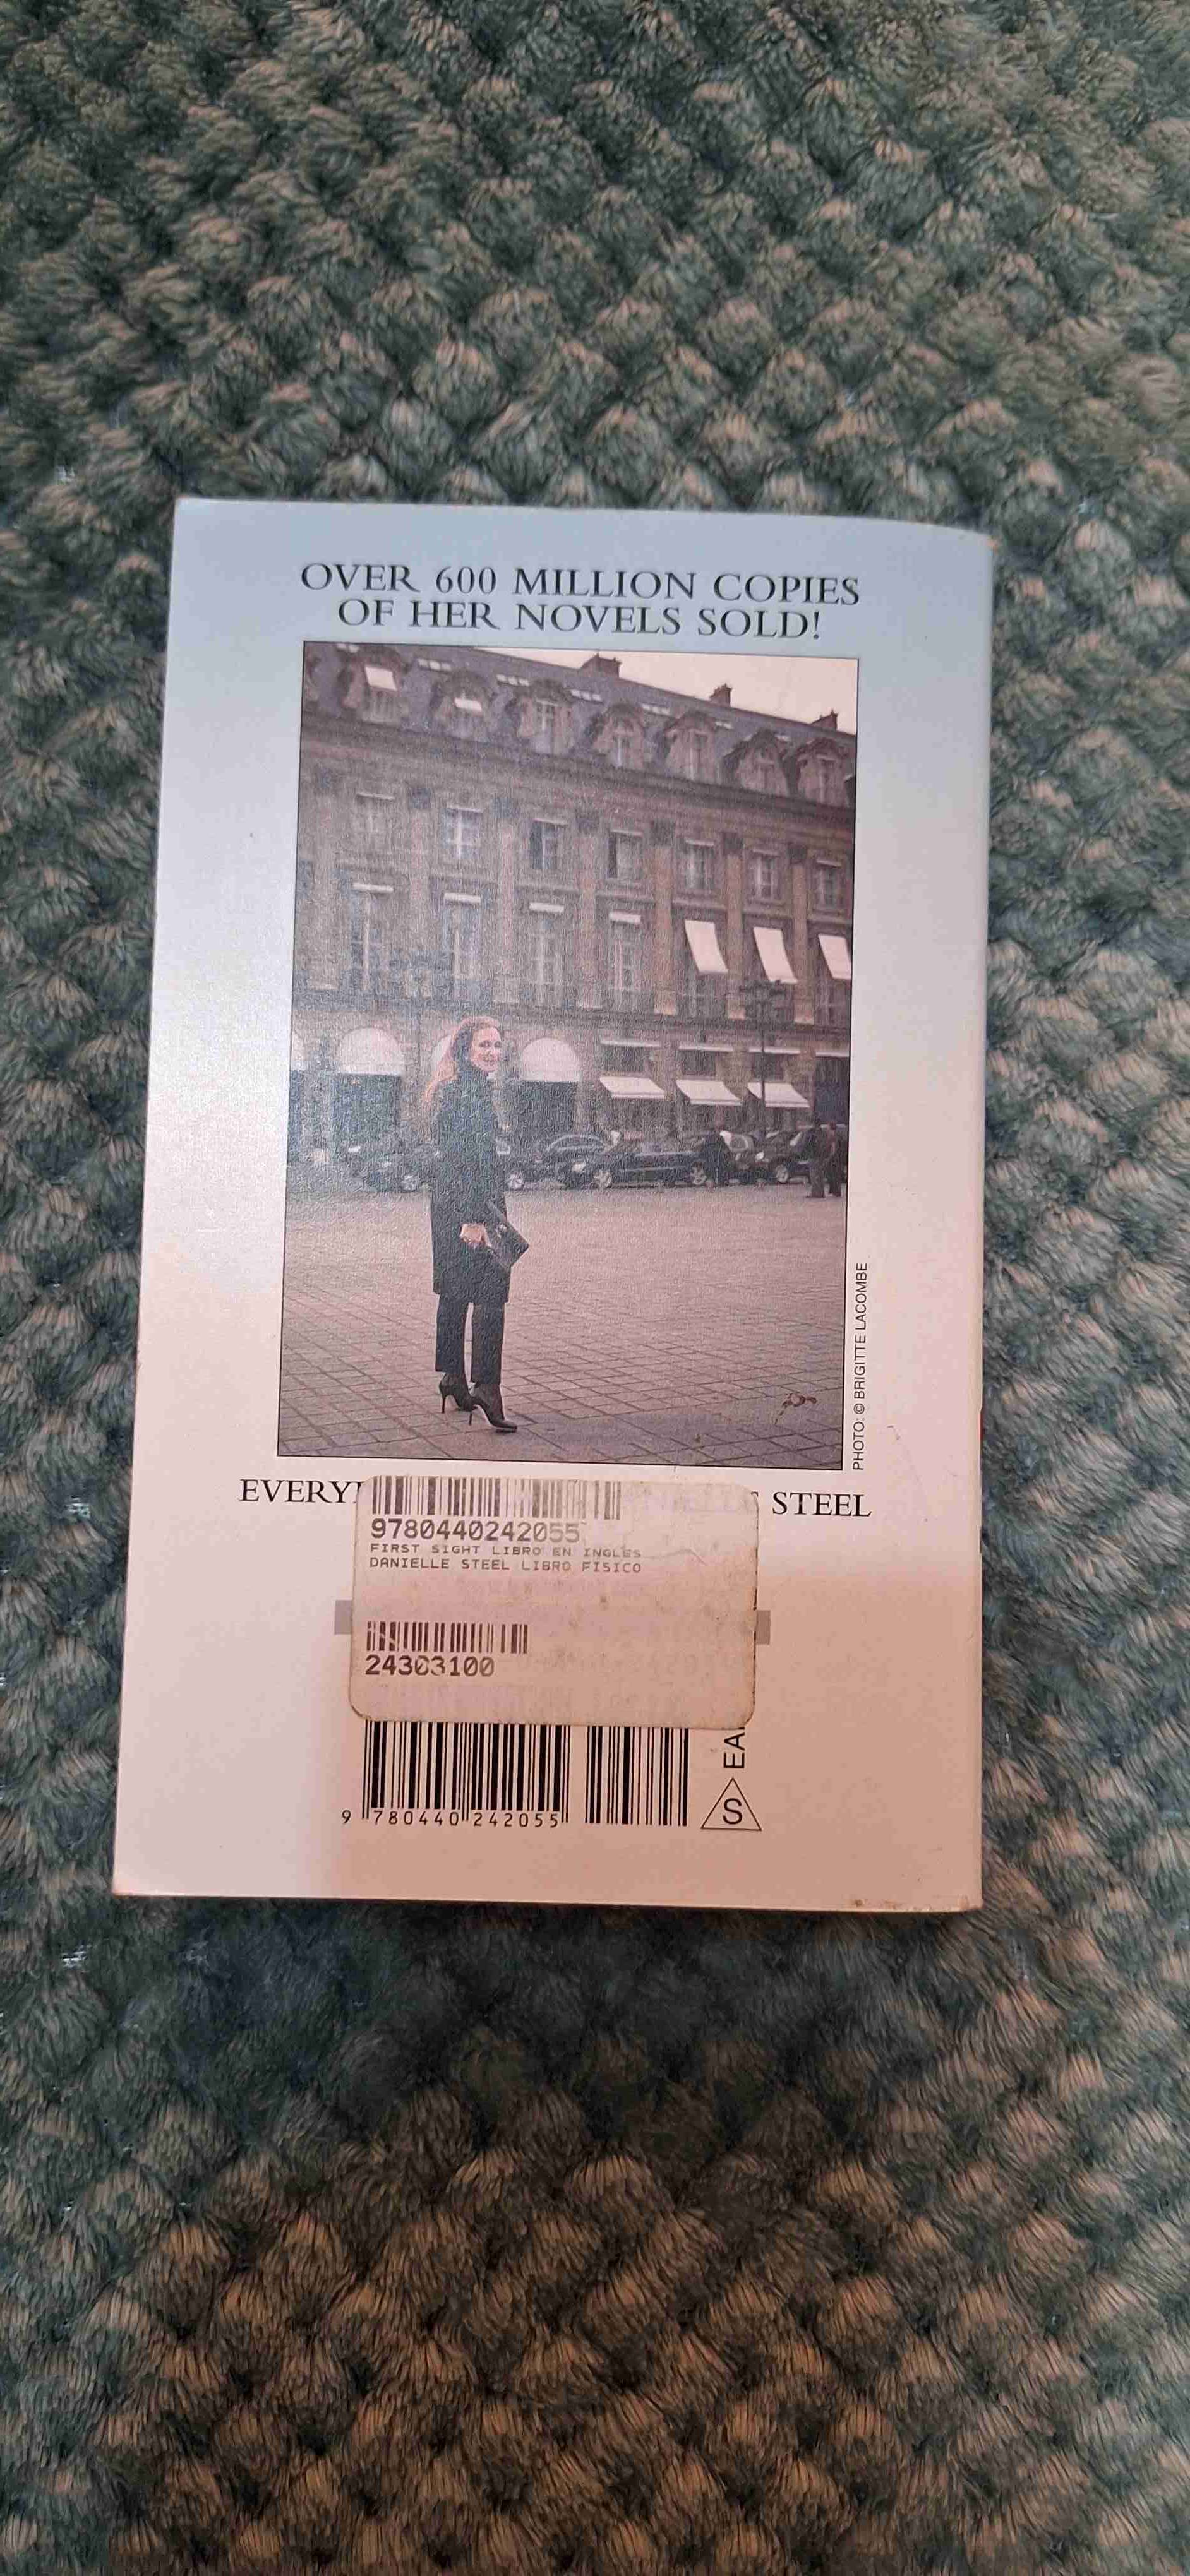 OVER 600 MILLION COPIES
OF HER NOVELS SOLD!
PHOTO: © BRIGITTE LACOMBE
STEEL
9780440242055
FIRST SIGHT LIBRO EN INGLES
DANIELLE STEEL LIBRO FISICO
24303100
EA
S
9 780440 242055